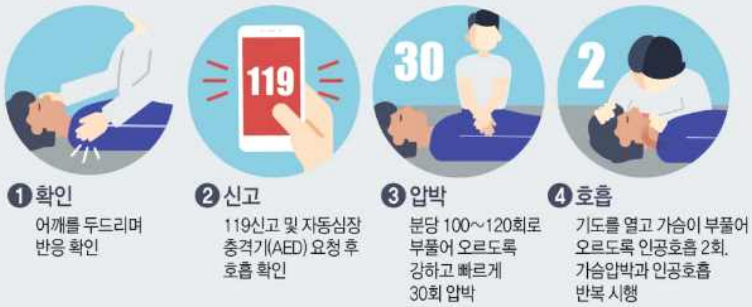 119
30
2
1 확인
어깨를 두드리며
반응 확인
2 신고
119신고 및 자동심장
충격기(AED) 요청 후
호흡 확인
3 압박
분당 100~120회로
부풀어 오르도록
강하고 빠르게
30회 압박
4 호흡
기도를 열고 가슴이 부풀어
오르도록 인공호흡 2회.
가슴압박과 인공호흡
반복 시행